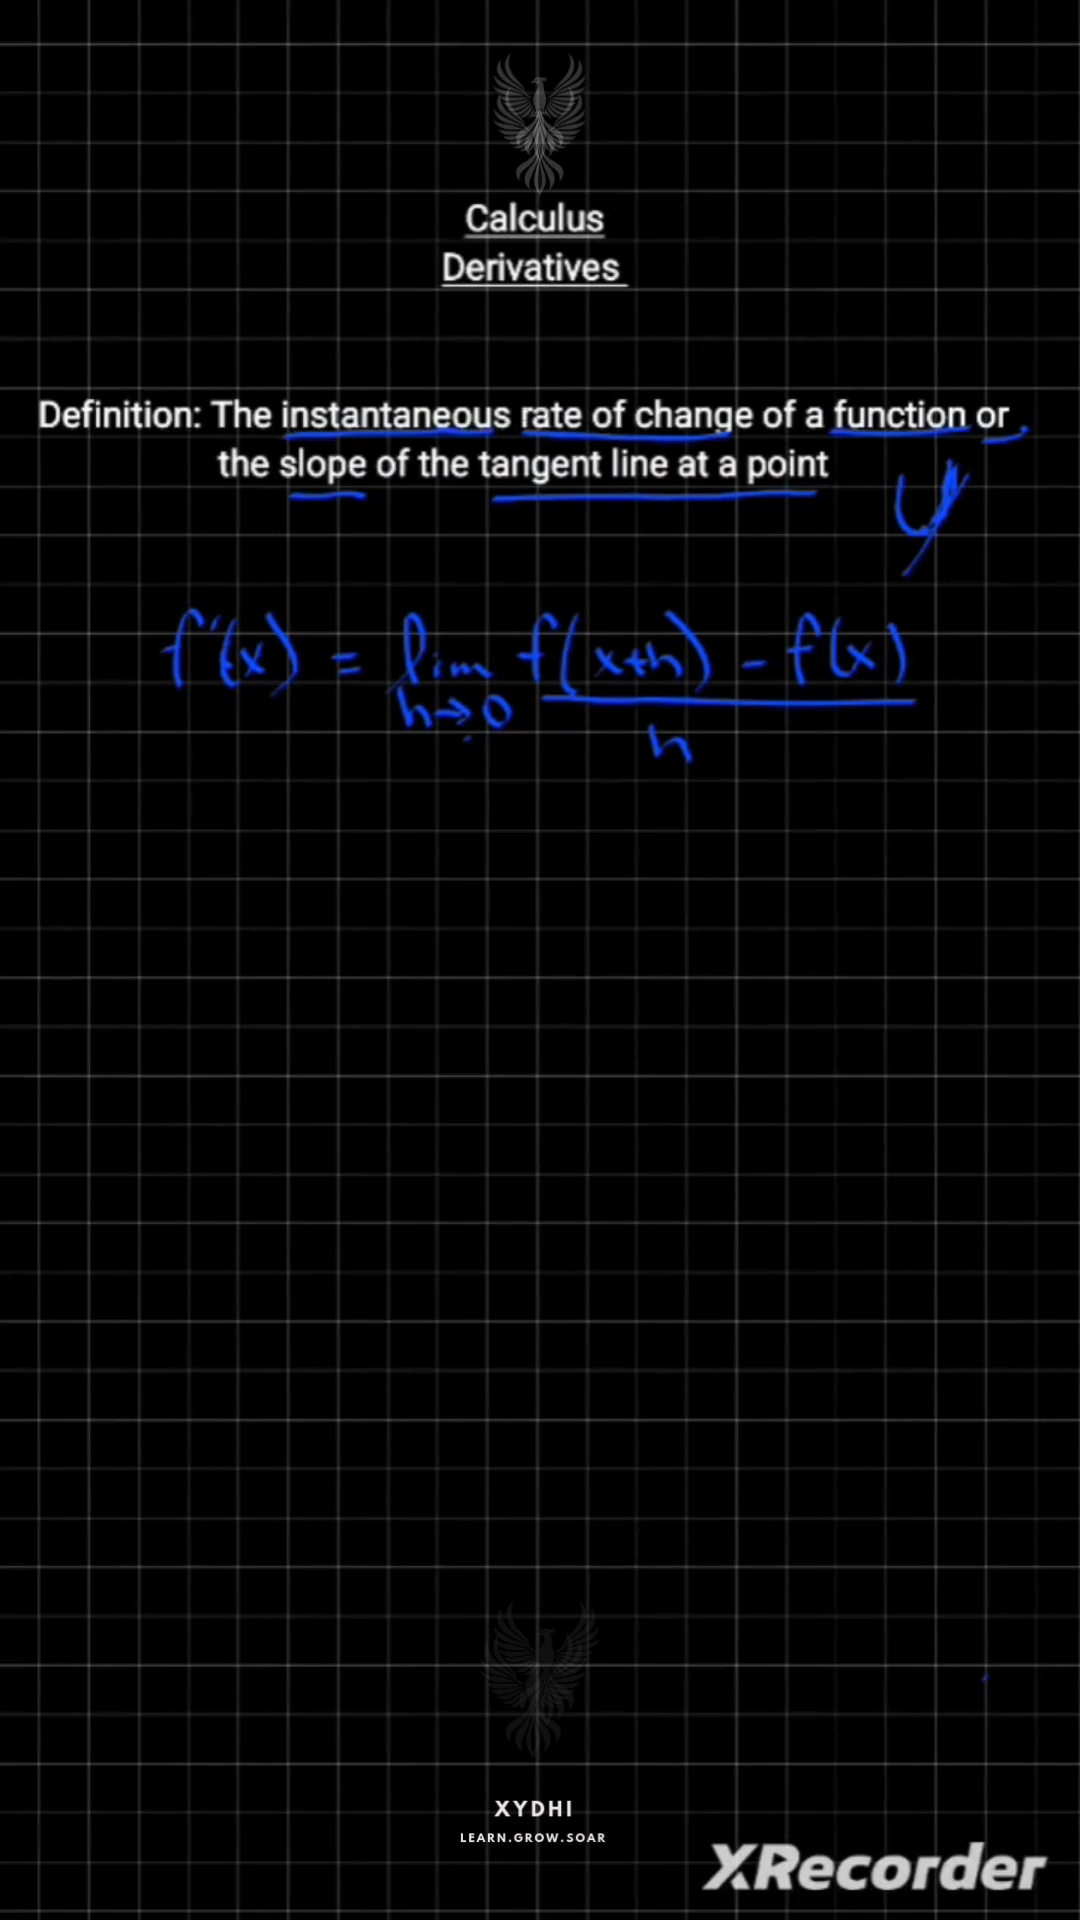 Calculus
Derivatives
Definition: The instantaneous rate of change of a function or
the slope of the tangent line at a point
f'(x) = lim f(x+h) - f(x)
h→0 h
XYDHI
LEARN.GROW.SOAR
XRecorder